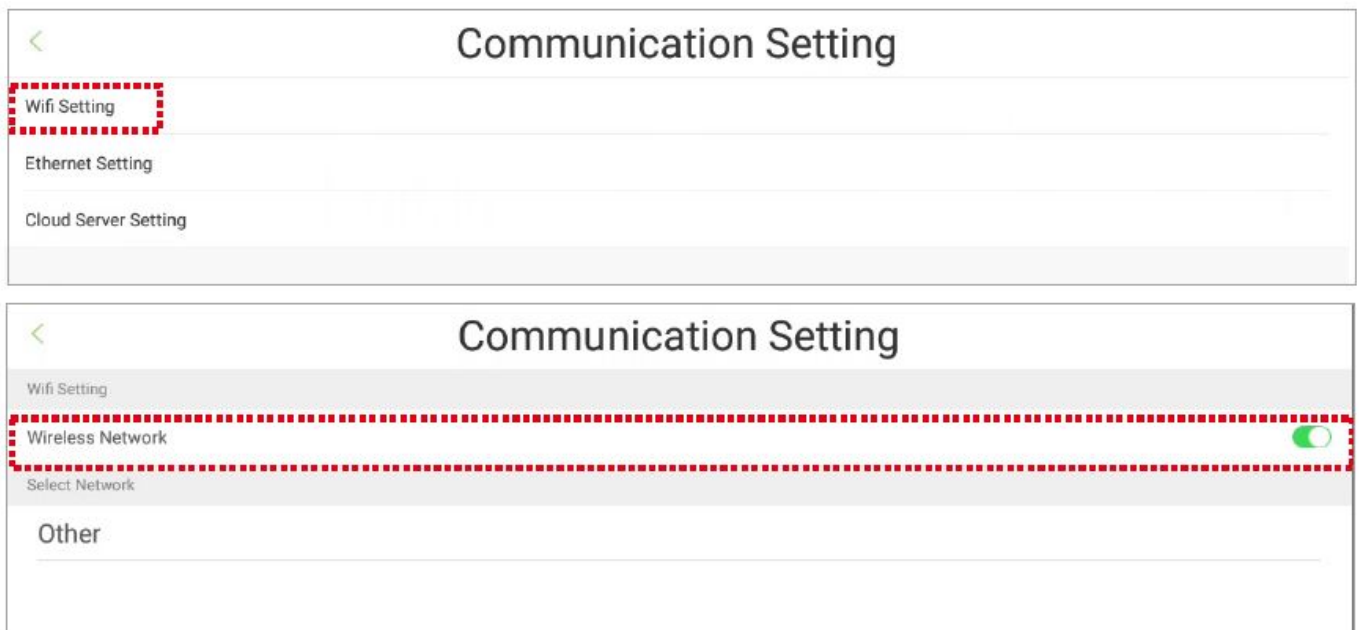 Communication Setting
Wifi Setting
Ethernet Setting
Cloud Server Setting
Communication Setting
Wifi Setting
Wireless Network
Select Network
Other